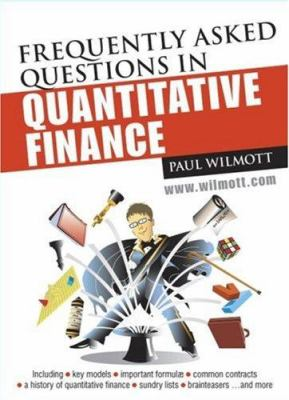 FREQUENTLY ASKED
QUESTIONS IN
QUANTITATIVE
FINANCE
PAUL WILMOTT
www.wilmott.com
Including • key models • important formulæ • common contracts
• a history of quantitative finance • sundry lists • brainteasers ...and more